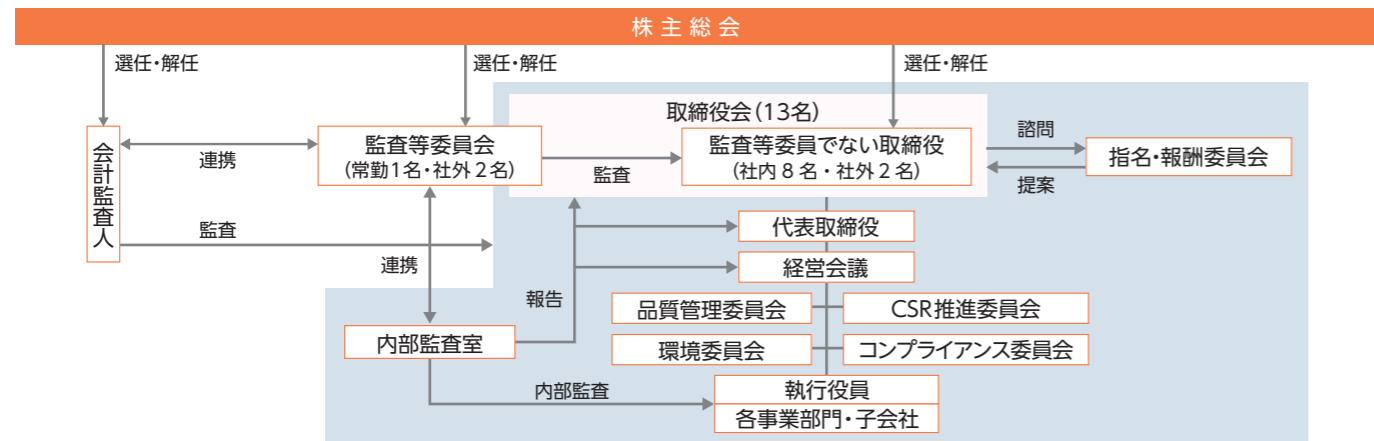 株主総会
選任・解任
選任・解任
選任・解任
取締役会(13名)
会計監査人
連携
監査等委員会
(常勤1名・社外2名)
監査
監査等委員でない取締役
(社内8名・社外2名)
諮問
提案
指名・報酬委員会
監査
連携
報告
代表取締役
経営会議
品質管理委員会
CSR推進委員会
環境委員会
コンプライアンス委員会
内部監査室
内部監査
執行役員
各事業部門・子会社